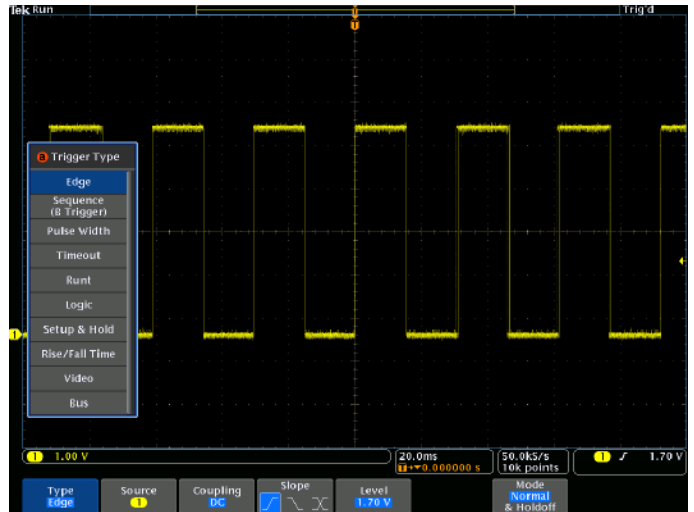 Tek Run Trig'd
T
T
a Trigger Type
Edge
Sequence
(B Trigger)
Pulse Width
Timeout
Runt
Logic
Setup & Hold
Rise/Fall Time
Video
Bus
1
1 1.00 V
20.0ms
T→▼0.000000 s
50.0kS/s
10k points
1 1.70 V
Type
Edge
Source
1
Coupling
DC
Slope
Level
1.70 V
Mode
Normal
& Holdoff